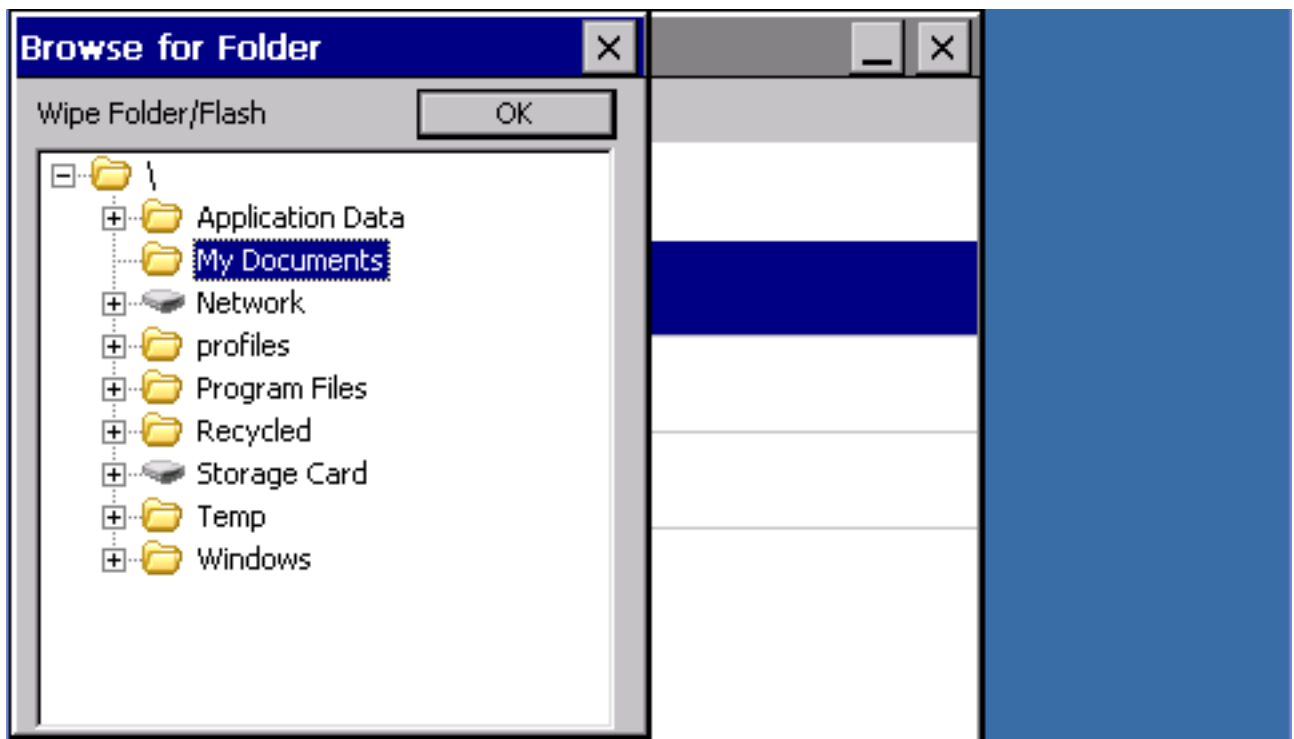 Browse for Folder
Wipe Folder/Flash OK
\
Application Data
My Documents
Network
profiles
Program Files
Recycled
Storage Card
Temp
Windows